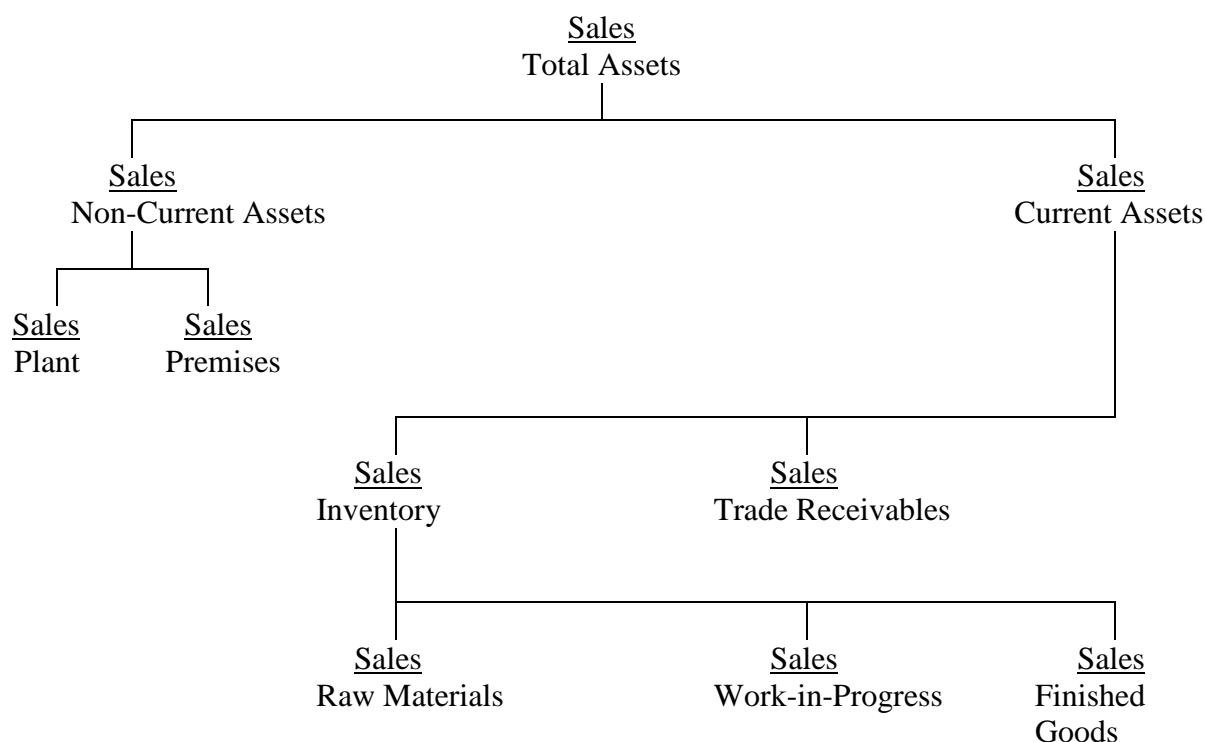 Sales
Total Assets
Sales
Non-Current Assets
Sales
Current Assets
Sales
Plant
Sales
Premises
Sales
Inventory
Sales
Trade Receivables
Sales
Raw Materials
Sales
Work-in-Progress
Sales
Finished
Goods